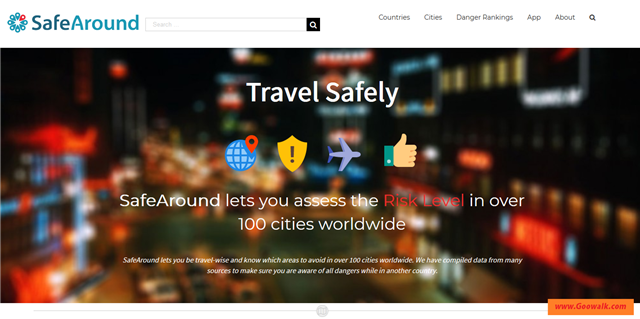 SafeAround
Search ...
Countries Cities Danger Rankings App About
Travel Safely
SafeAround lets you assess the Risk Level in over
100 cities worldwide
SafeAround lets you be travel-wise and know which areas to avoid in over 100 cities worldwide. We have compiled data from many
sources to make sure you are aware of all dangers while in another country.
www.Goowalk.com